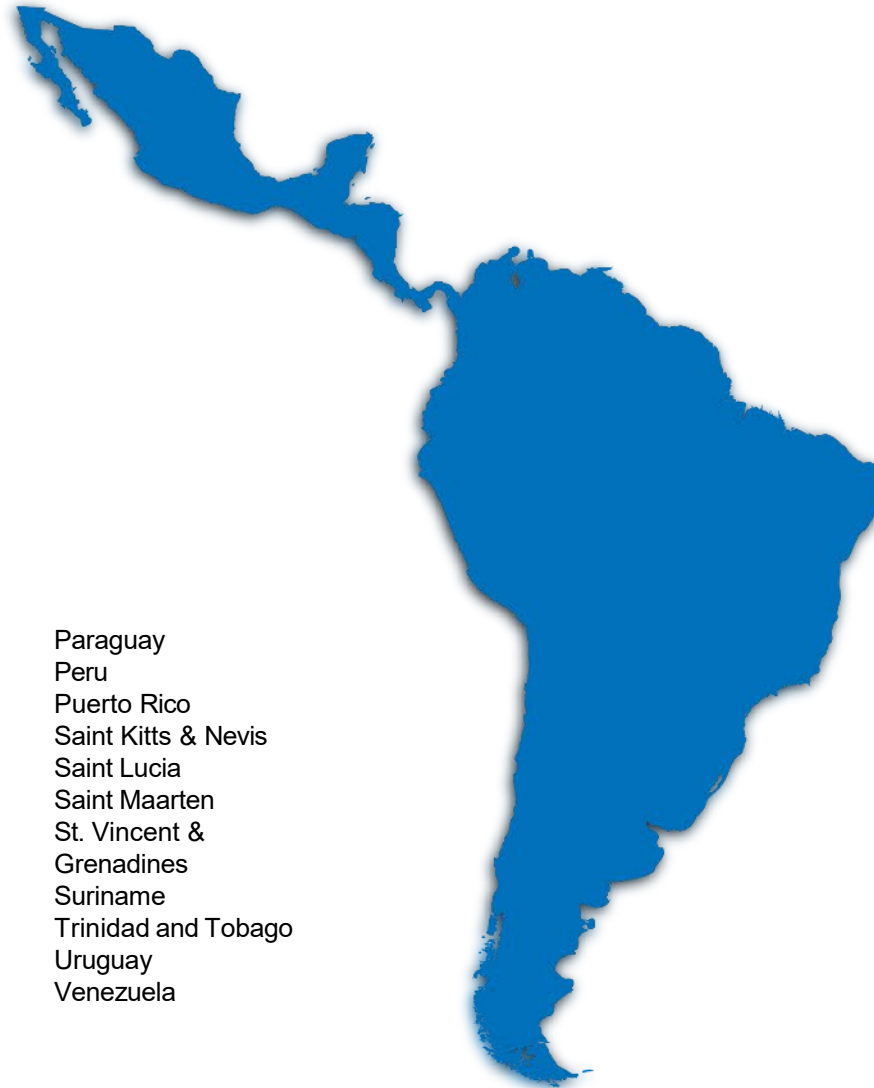 Paraguay
Peru
Puerto Rico
Saint Kitts & Nevis
Saint Lucia
Saint Maarten
St. Vincent &
Grenadines
Suriname
Trinidad and Tobago
Uruguay
Venezuela